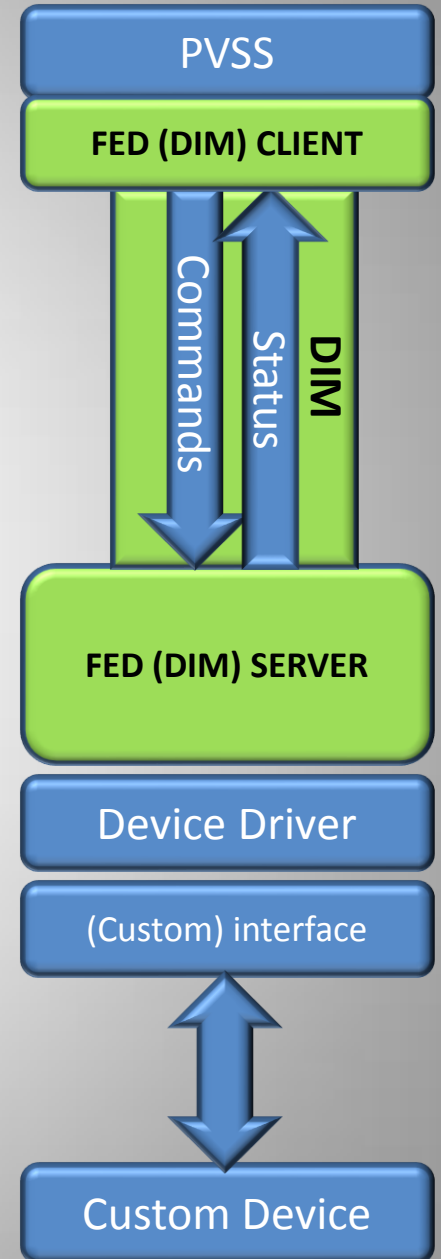 PVSS
FED (DIM) CLIENT
Commands
Status
DIM
FED (DIM) SERVER
Device Driver
(Custom) interface
Custom Device